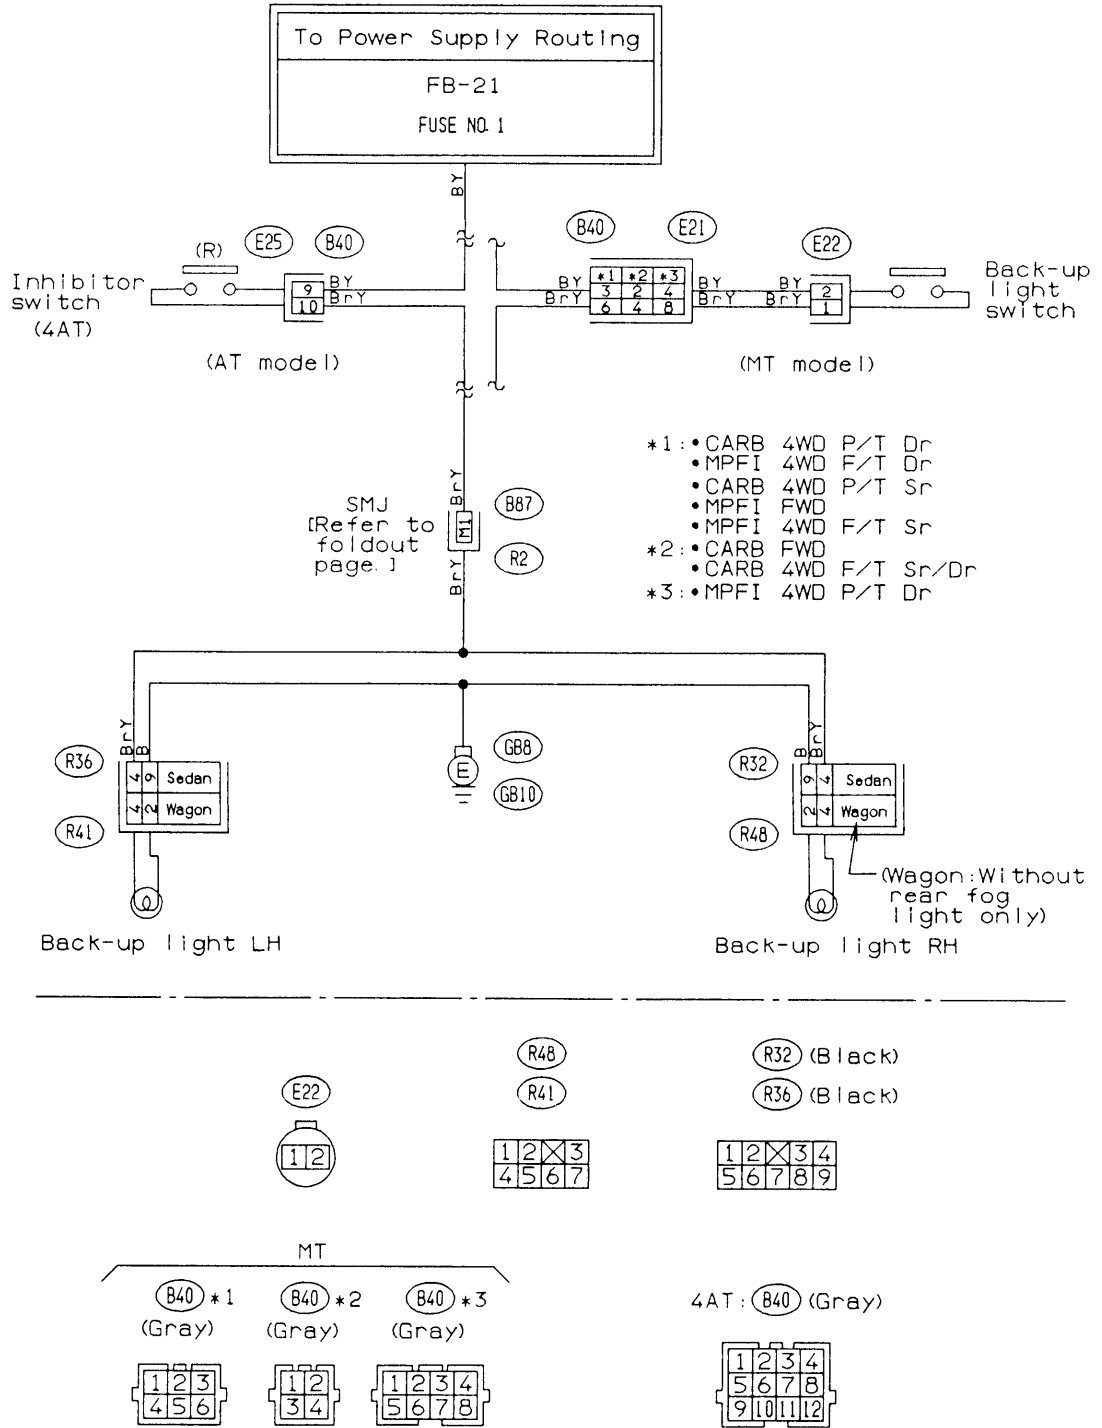 To Power Supply Routing
FB-21
FUSE NO. 1
BY
(R)
E25
B40
B40
E21
E22
Inhibitor
switch
(4AT)
9
10
BY
BrY
BY
BrY
*1 *2 *3
3 2 4
6 4 8
BY
BrY
BY
BrY
2
1
Back-up
light
switch
(AT model)
(MT model)
*1:•CARB 4WD P/T Dr
•MPFI 4WD F/T Dr
•CARB 4WD P/T Sr
•MPFI FWD
•MPFI 4WD F/T Sr
*2:•CARB FWD
•CARB 4WD F/T Sr/Dr
*3:•MPFI 4WD P/T Dr
BrY
SMJ
[Refer to
foldout
page.]
M1
B87
R2
BrY
BrY
B
R36
4 9 Sedan
4 2 Wagon
R41
Back-up light LH
GB8
E
GB10
B
BrY
R32
9 4 Sedan
2 4 Wagon
R48
(Wagon:Without
rear fog
light only)
Back-up light RH
E22
1 2
R48
R41
1 2 3
4 5 6 7
R32 (Black)
R36 (Black)
1 2 3 4
5 6 7 8 9
MT
B40 *1
(Gray)
1 2 3
4 5 6
B40 *2
(Gray)
1 2
3 4
B40 *3
(Gray)
1 2 3 4
5 6 7 8
4AT: B40 (Gray)
1 2 3 4
5 6 7 8
9 10 11 12